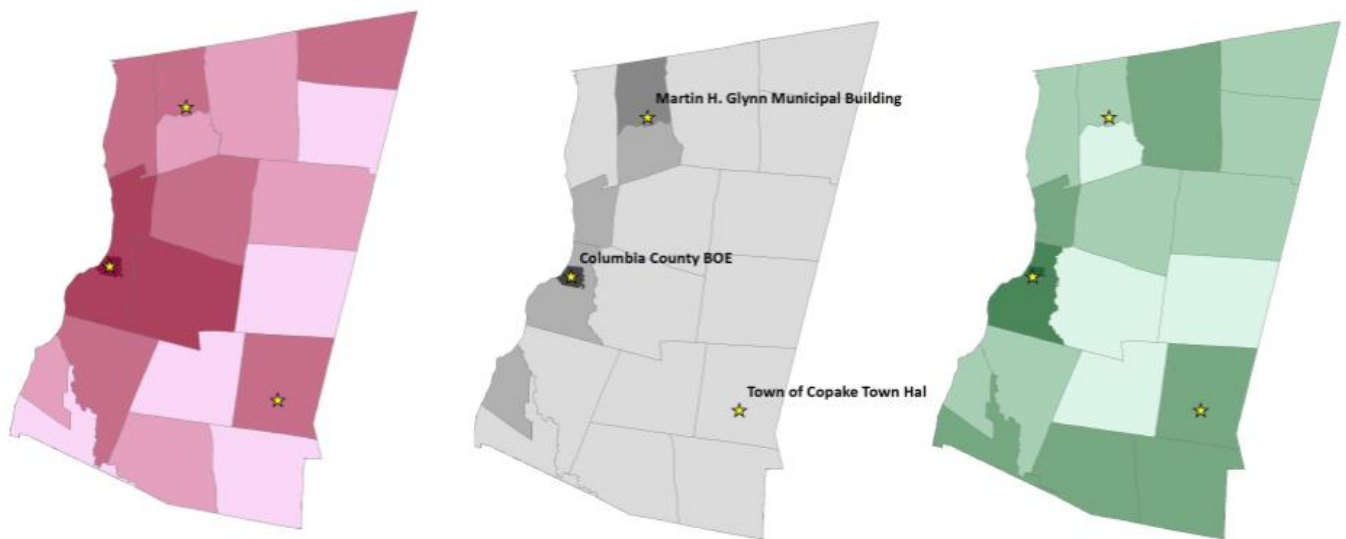 Martin H. Glynn Municipal Building
Columbia County BOE
Town of Copake Town Hal